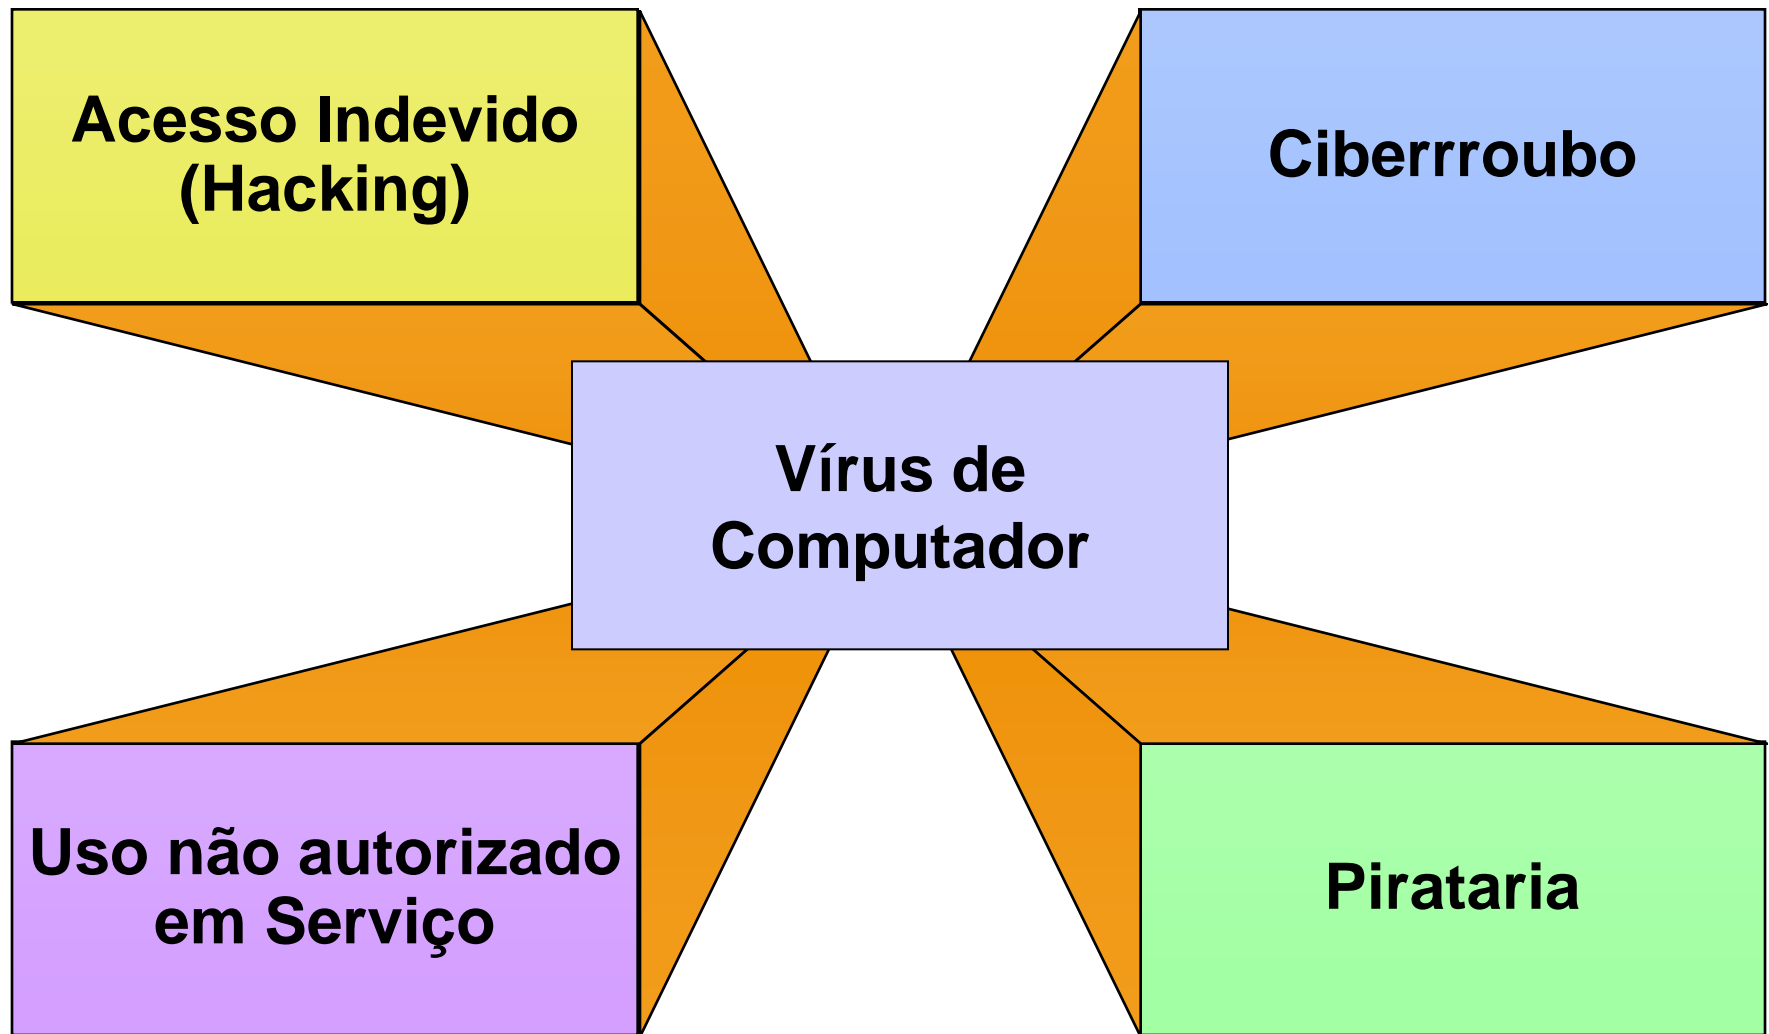 Acesso Indevido
(Hacking)
Ciberrroubo
Vírus de
Computador
Uso não autorizado
em Serviço
Pirataria